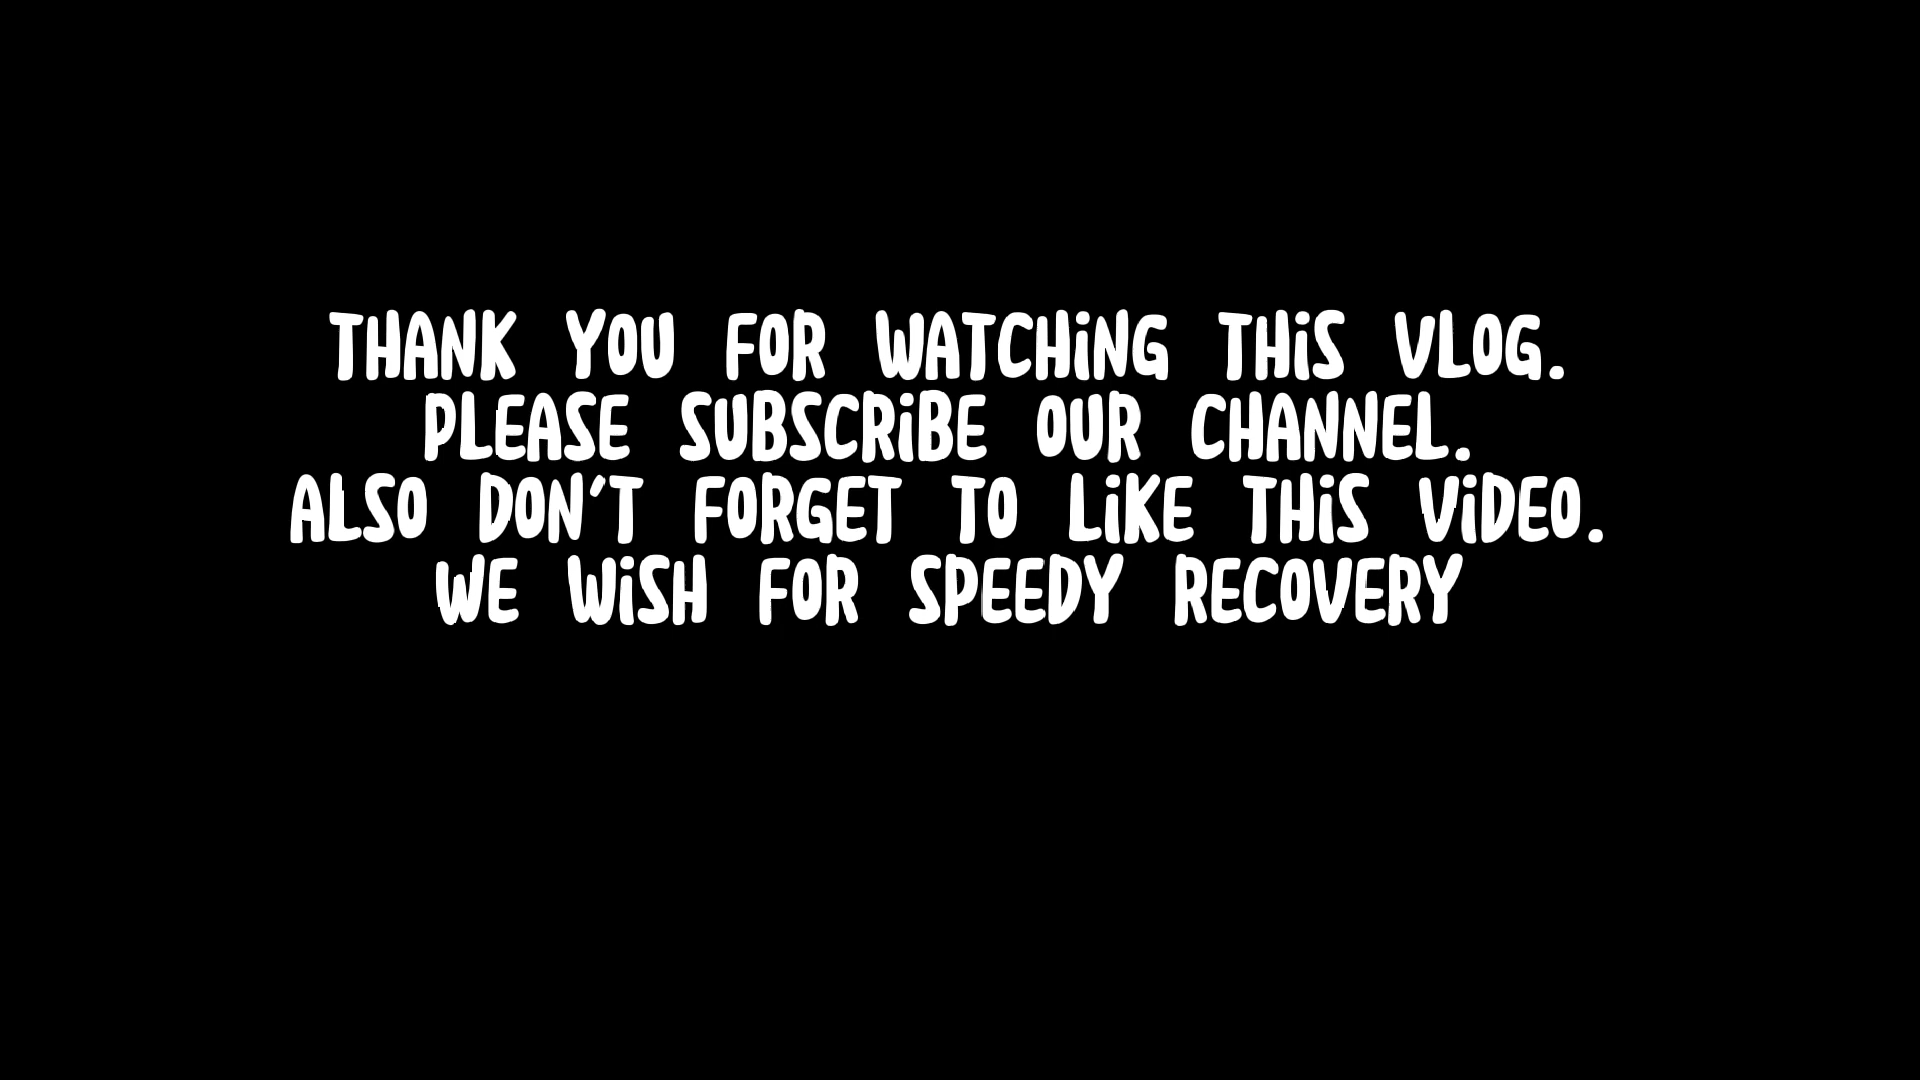 THANK YOU FOR WATCHiNG THiS VLOG.
PLEASE SUBSCRiBE OUR CHANNEL.
ALSO DON'T FORGET TO LiKE THiS ViDEO.
WE WiSH FOR SPEEDY RECOVERY